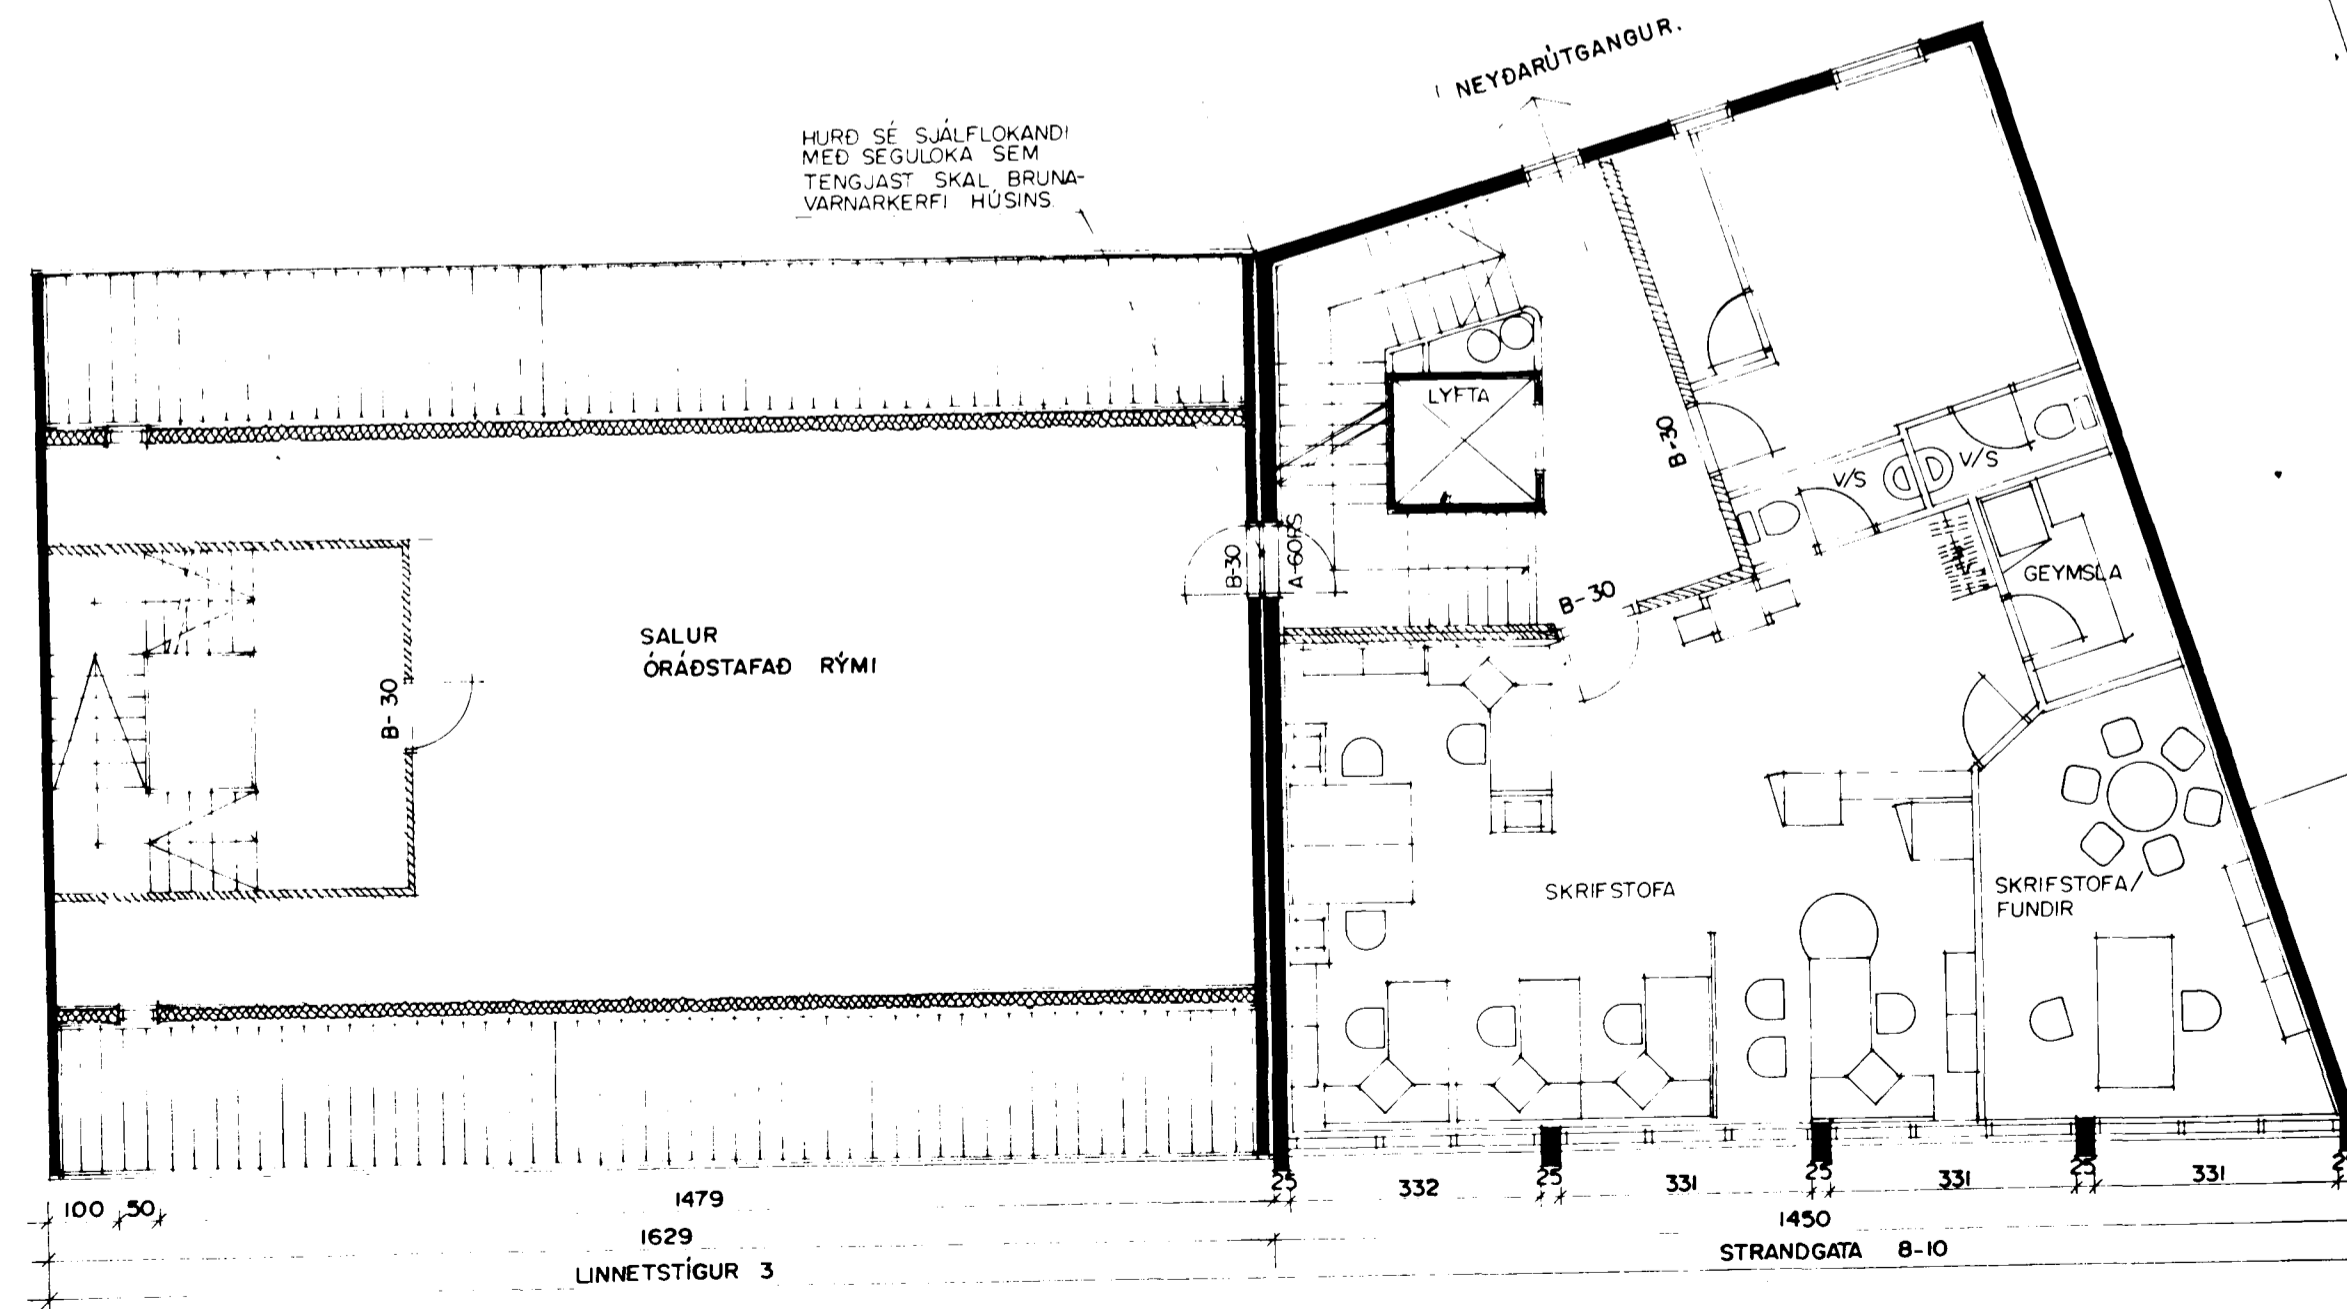 NEYÐARÚTGANGUR.
HURÐ SÉ SJÁLFLOKANDI
MEÐ SEGULOKA SEM
TENGJAST SKAL BRUNA-
VARNARKERFI HÚSINS
LYFTA
B-30
V/S
V/S
B-30
A-60HS
GEYMSLA
B-30
SALUR
ÓRÁÐSTAFAÐ RÝMI
B-30
SKRIFSTOFA
SKRIFSTOFA/
FUNDIR
100 50 1479 25 332 25 331 25 331 25 331
1629
1450
LINNETSTÍGUR 3
STRANDGATA 8-10